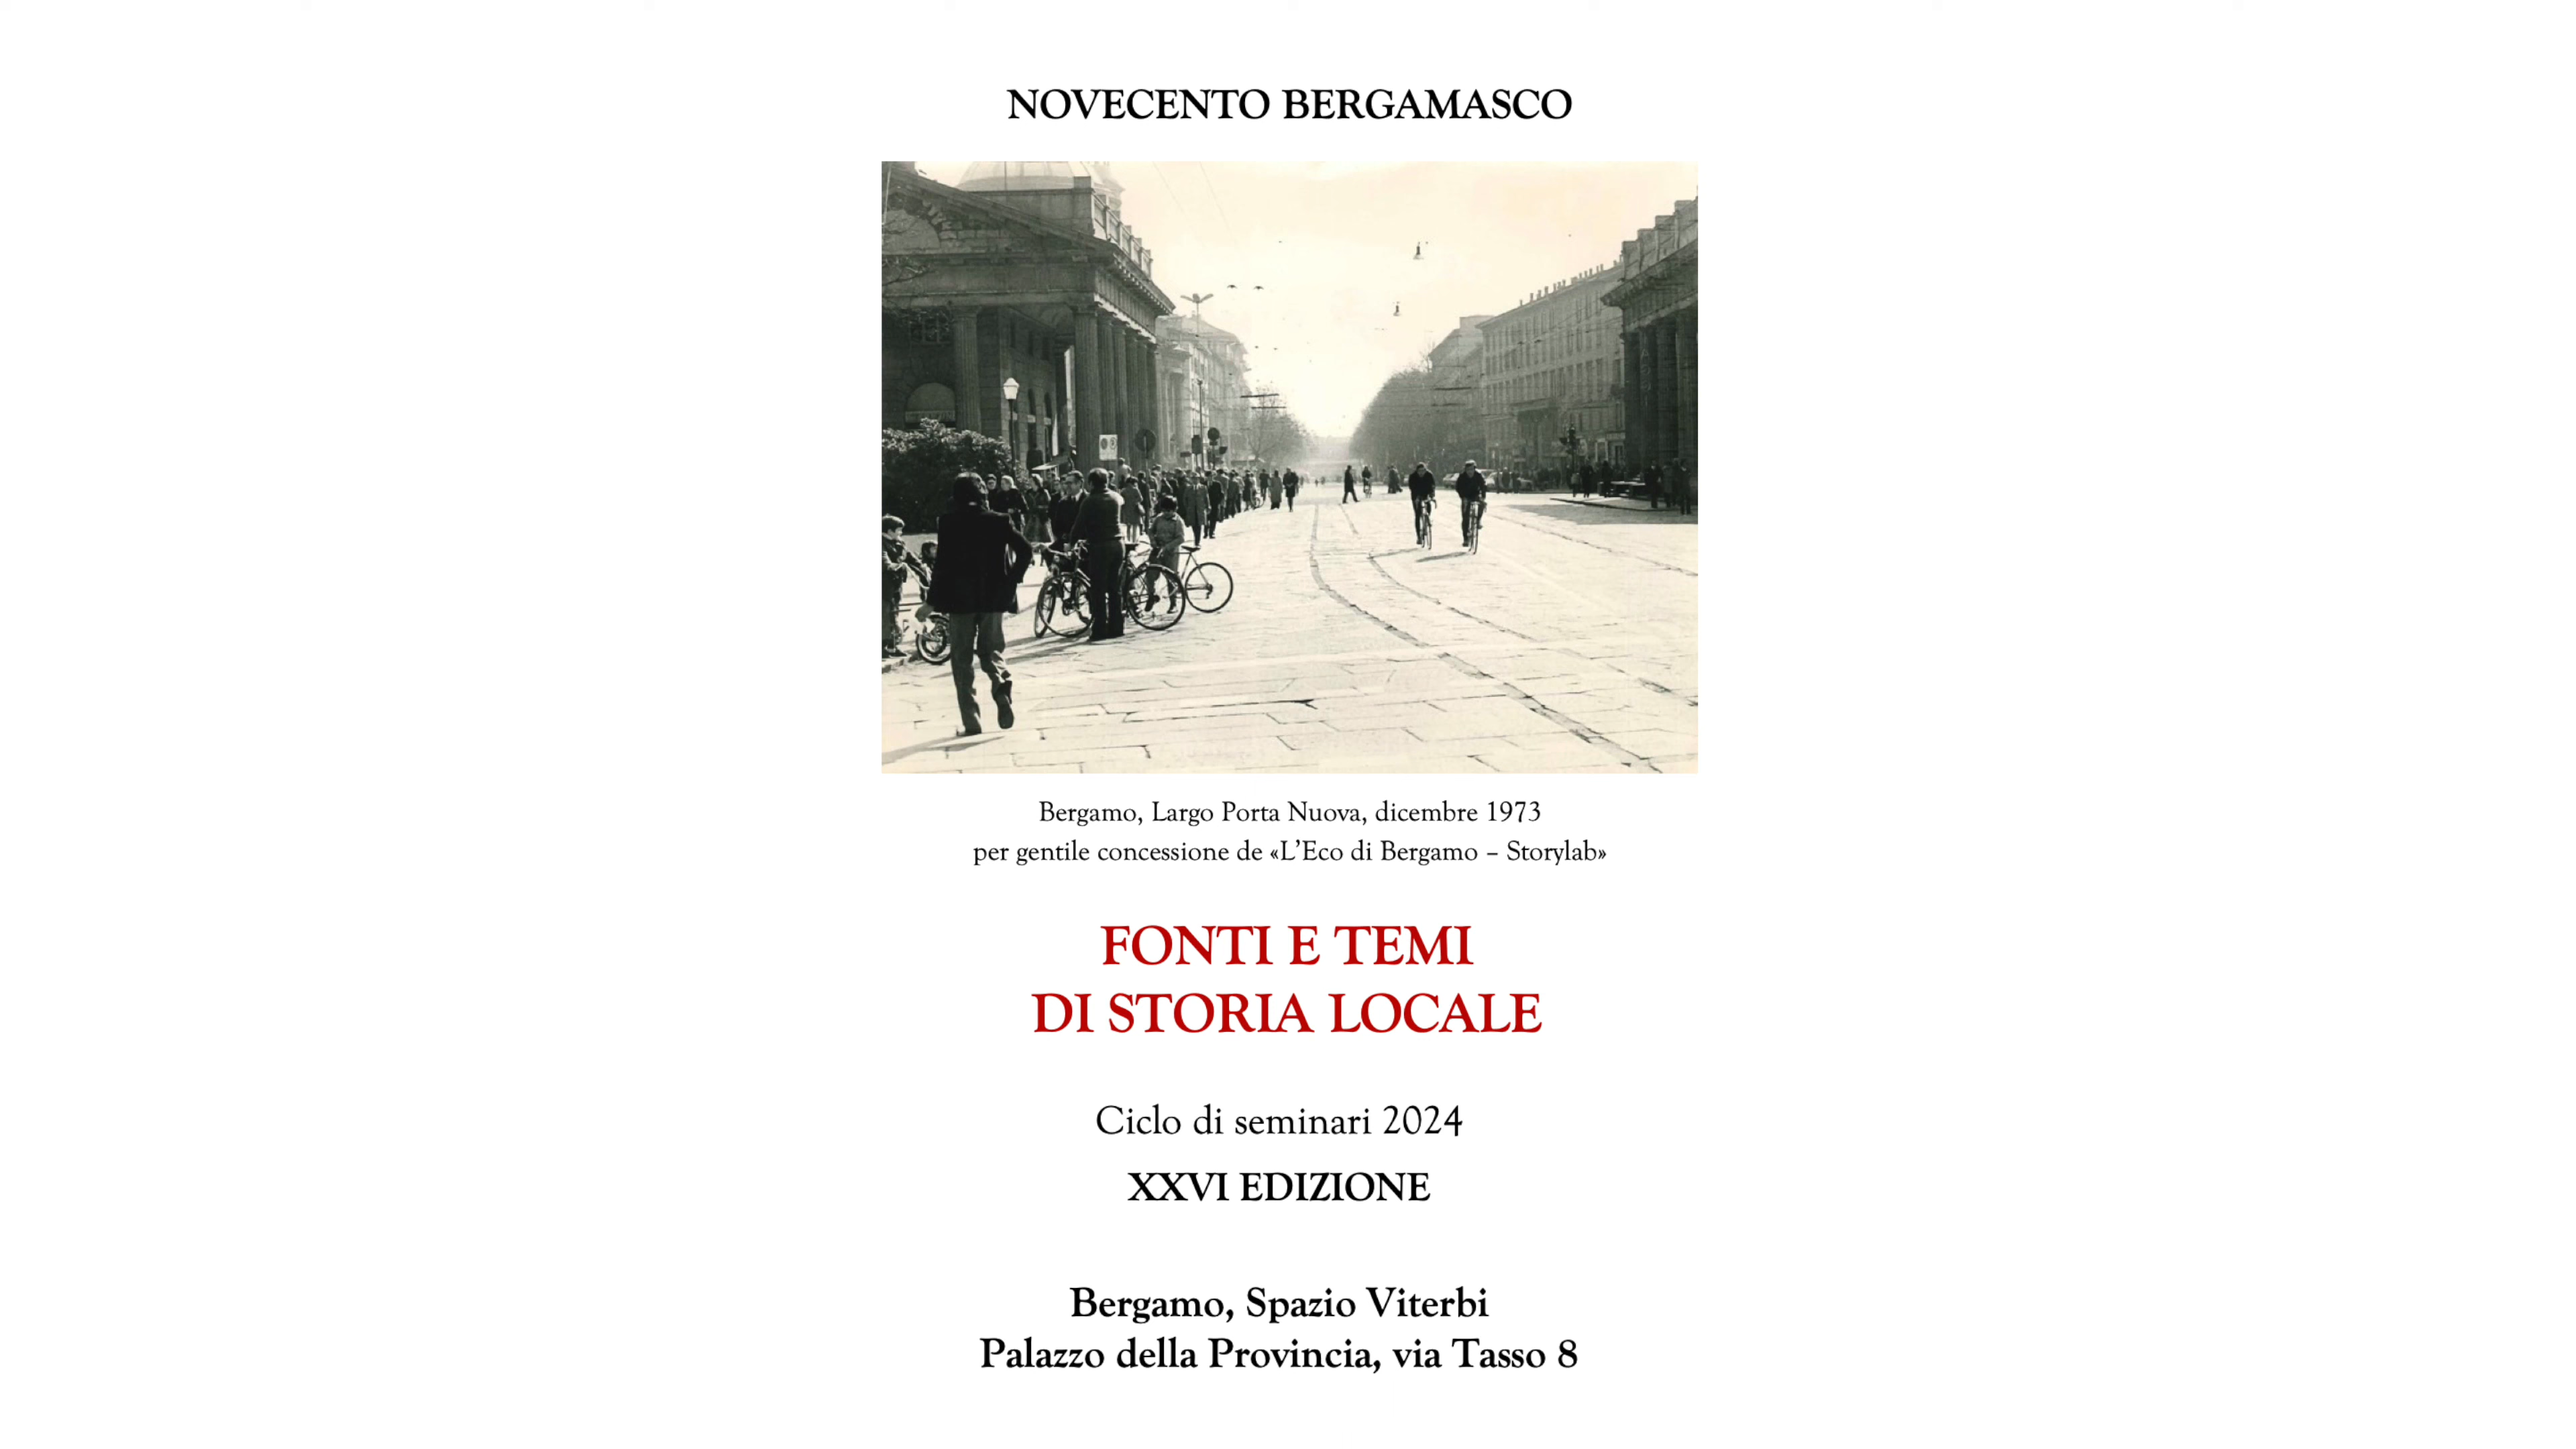 NOVECENTO BERGAMASCO
Bergamo, Largo Porta Nuova, dicembre 1973
per gentile concessione de «L’Eco di Bergamo – Storylab»
FONTI E TEMI
DI STORIA LOCALE
Ciclo di seminari 2024
XXVI EDIZIONE
Bergamo, Spazio Viterbi
Palazzo della Provincia, via Tasso 8